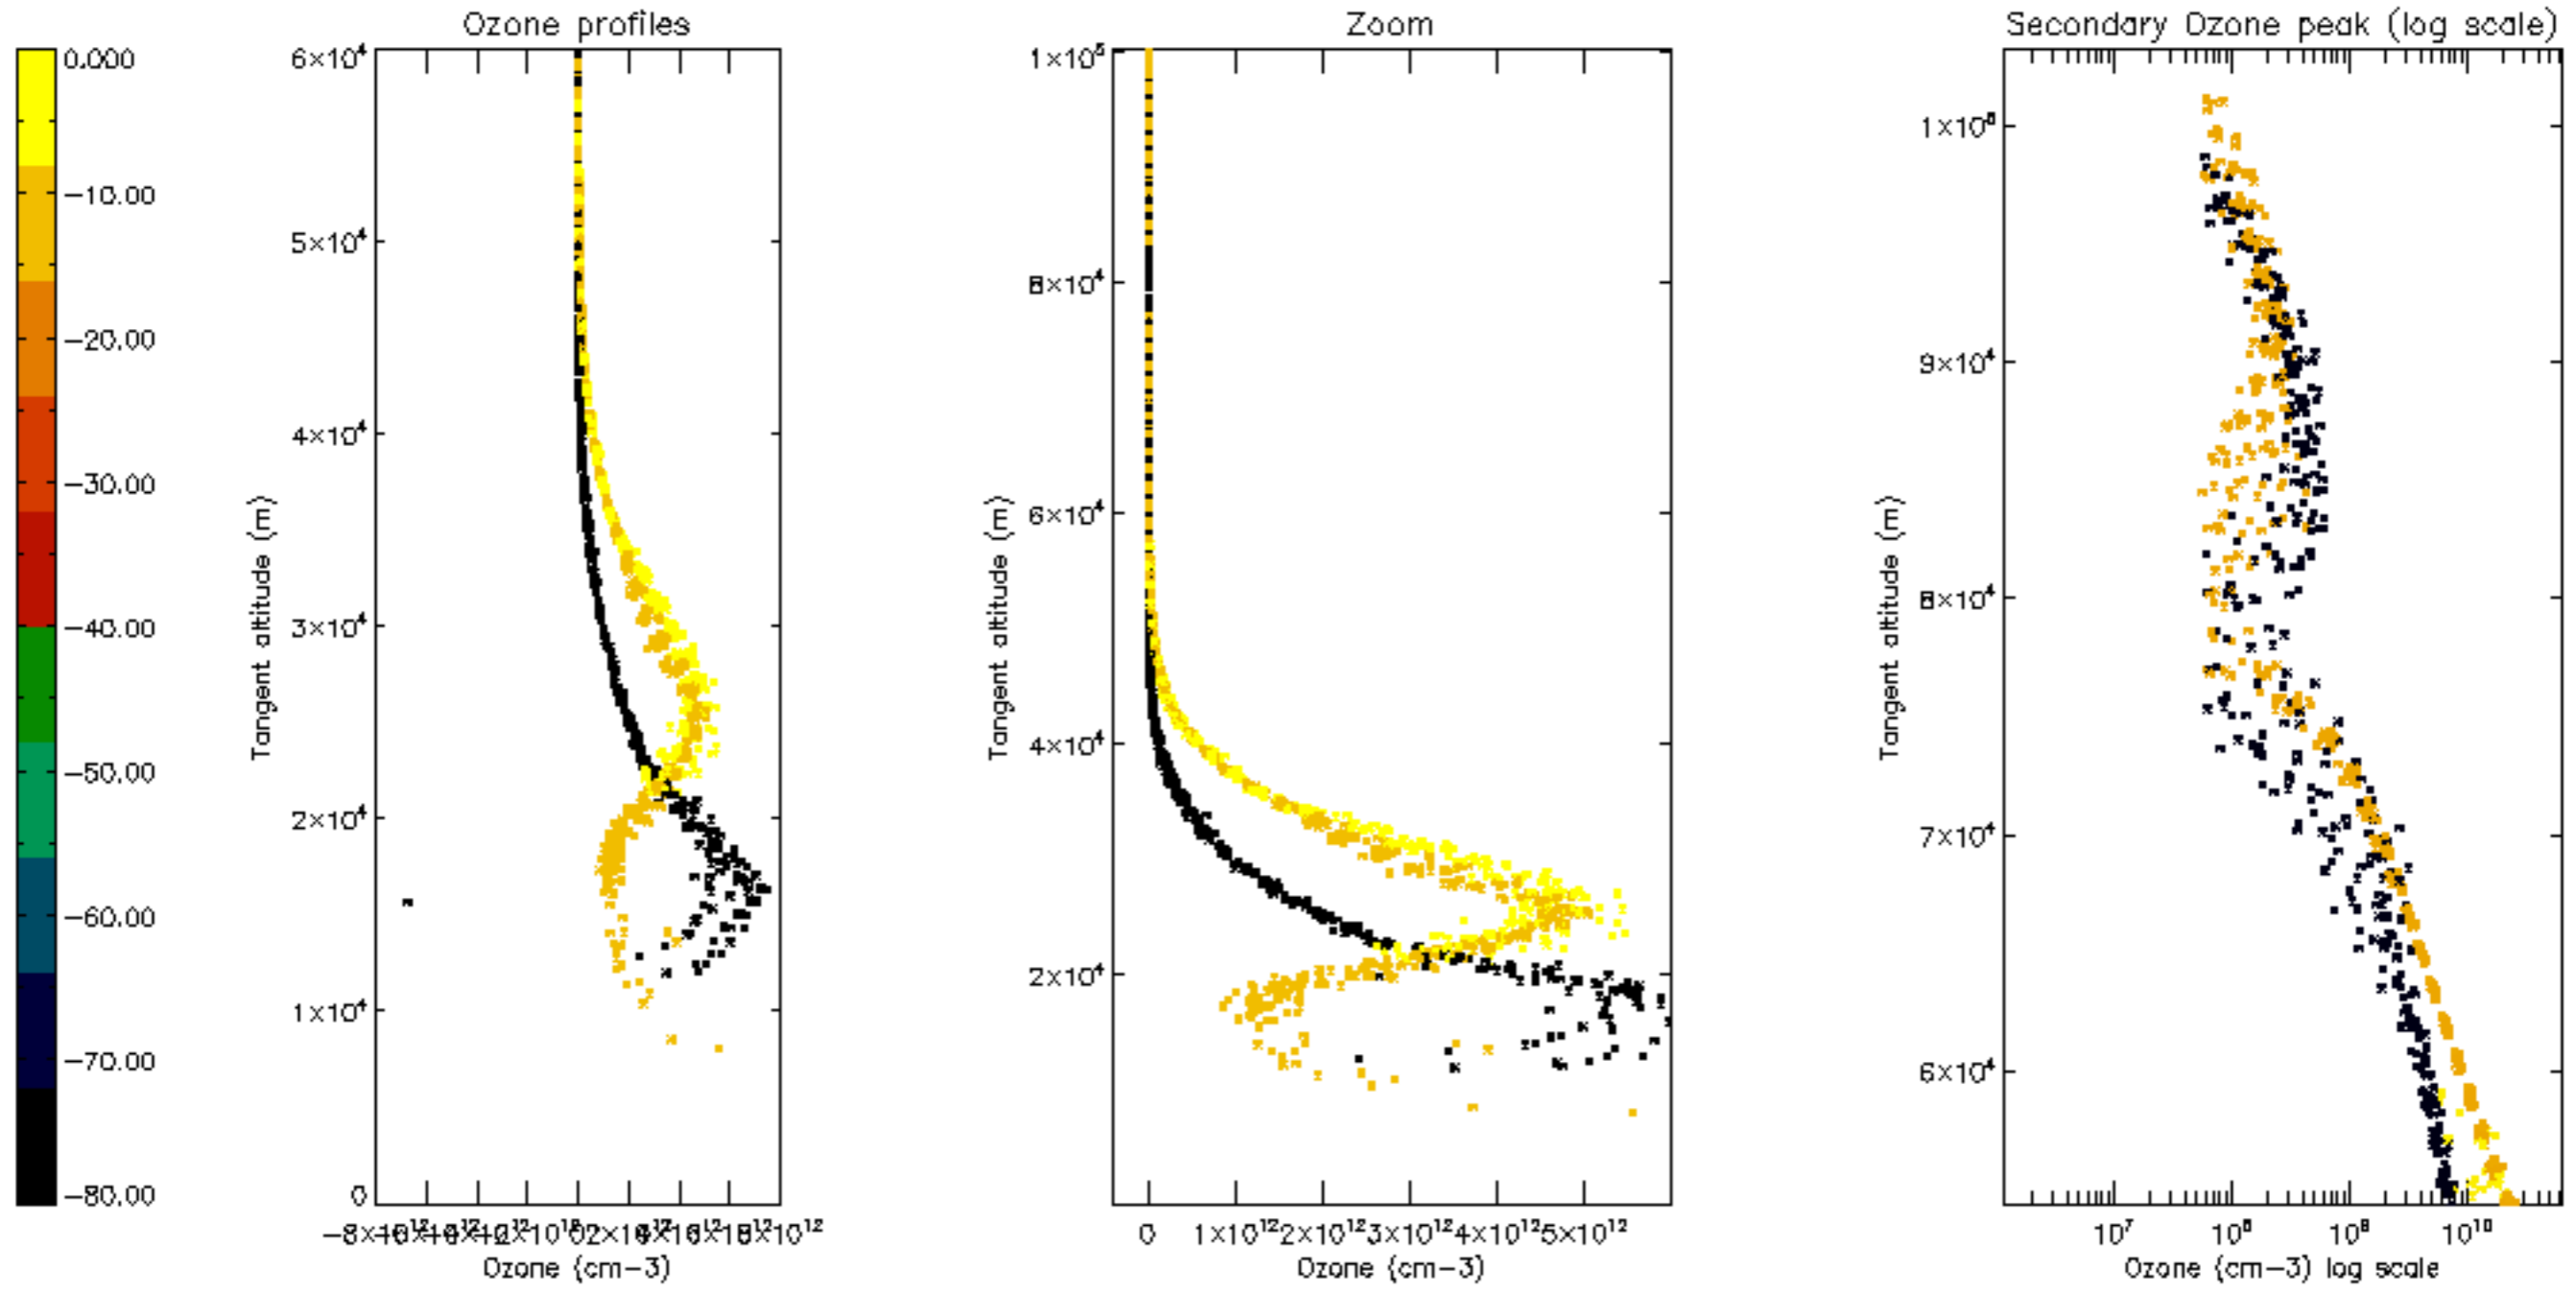 Ozone profiles
Zoom
Secondary Ozone peak (log scale)
0.000
−10.00
−20.00
−30.00
−40.00
−50.00
−60.00
−70.00
−80.00
6×10⁴
5×10⁴
4×10⁴
3×10⁴
2×10⁴
1×10⁴
0
Tangent altitude (m)
Ozone (cm−3)
1×10⁵
8×10⁴
6×10⁴
4×10⁴
2×10⁴
Tangent altitude (m)
0 1×10¹² 2×10¹² 3×10¹² 4×10¹² 5×10¹²
Ozone (cm−3)
1×10⁵
9×10⁴
8×10⁴
7×10⁴
6×10⁴
Tangent altitude (m)
10⁷ 10⁸ 10⁹ 10¹⁰
Ozone (cm−3) log scale